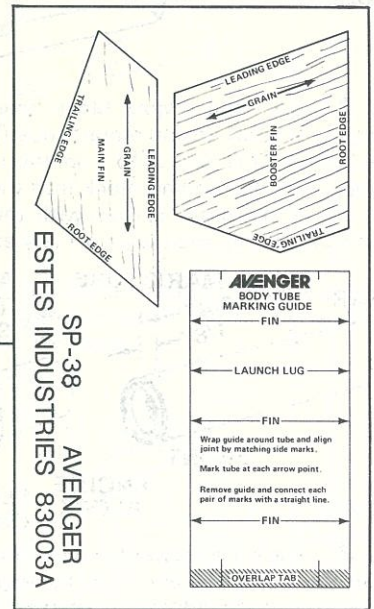 LEADING EDGE
GRAIN
MAIN FIN
TRAILING EDGE
ROOT EDGE
LEADING EDGE
GRAIN
BOOSTER FIN
ROOT EDGE
TRAILING EDGE
AVENGER
BODY TUBE
MARKING GUIDE
FIN
LAUNCH LUG
FIN
Wrap guide around tube and align
joint by matching side marks.
Mark tube at each arrow point.
Remove guide and connect each
pair of marks with a straight line.
FIN
OVERLAP TAB
SP-38 AVENGER
ESTES INDUSTRIES 83003A